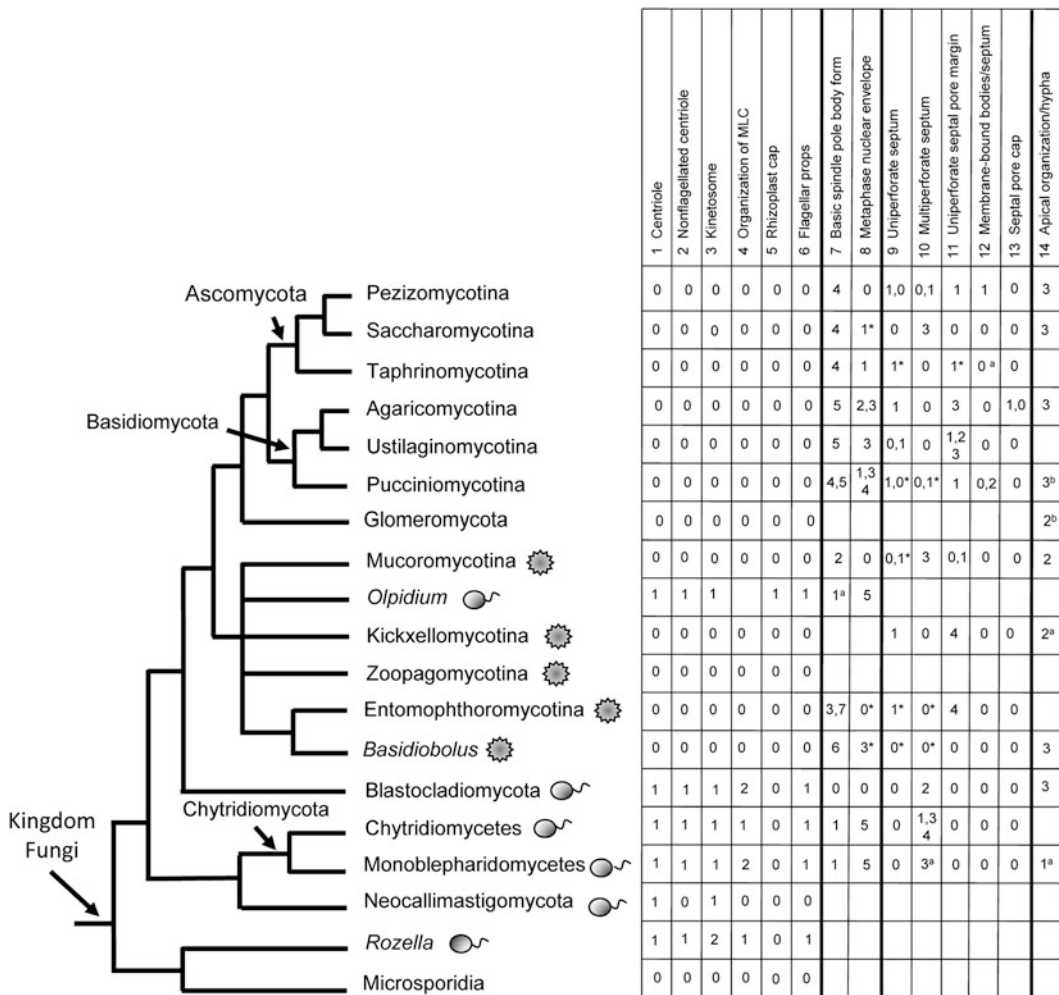 1 Centriole
2 Nonflagellated centriole
3 Kinetosome
4 Organization of MLC
5 Rhizoplast cap
6 Flagellar props
7 Basic spindle pole body form
8 Metaphase nuclear envelope
9 Uniperforate septum
10 Multiperforate septum
11 Uniperforate septal pore margin
12 Membrane-bound bodies/septum
13 Septal pore cap
14 Apical organization/hypha
Ascomycota
Basidiomycota
Chytridiomycota
Kingdom
Fungi
Pezizomycotina 0 0 0 0 0 0 4 0 1,0 0,1 1 1 0 3
Saccharomycotina 0 0 0 0 0 0 4 1* 0 3 0 0 0 3
Taphrinomycotina 0 0 0 0 0 0 4 1 1* 0 1* 0 a 0
Agaricomycotina 0 0 0 0 0 0 5 2,3 1 0 3 0 1,0 3
Ustilaginomycotina 0 0 0 0 0 0 5 3 0,1 0 1,2 3 0 0
Pucciniomycotina 0 0 0 0 0 0 4,5 1,3 4 1,0* 0,1* 1 0,2 0 3b
Glomeromycota 0 0 0 0 0 0 2b
Mucoromycotina 0 0 0 0 0 0 2 0 0,1* 3 0,1 0 0 2
Olpidium 1 1 1 1 1 1a 5
Kickxellomycotina 0 0 0 0 0 0 1 0 4 0 0 2a
Zoopagomycotina 0 0 0 0 0 0
Entomophthoromycotina 0 0 0 0 0 0 3,7 0* 1* 0* 4 0 0
Basidiobolus 0 0 0 0 0 0 6 3* 0* 0* 0 0 0 3
Blastocladiomycota 1 1 1 2 0 1 0 0 0 2 0 0 0 3
Chytridiomycetes 1 1 1 1 0 1 1 5 0 1,3 4 0 0 0
Monoblepharidomycetes 1 1 1 2 0 1 1 5 0 3a 0 0 0 1a
Neocallimastigomycota 1 0 1 0 0 0
Rozella 1 1 2 1 0 1
Microsporidia 0 0 0 0 0 0